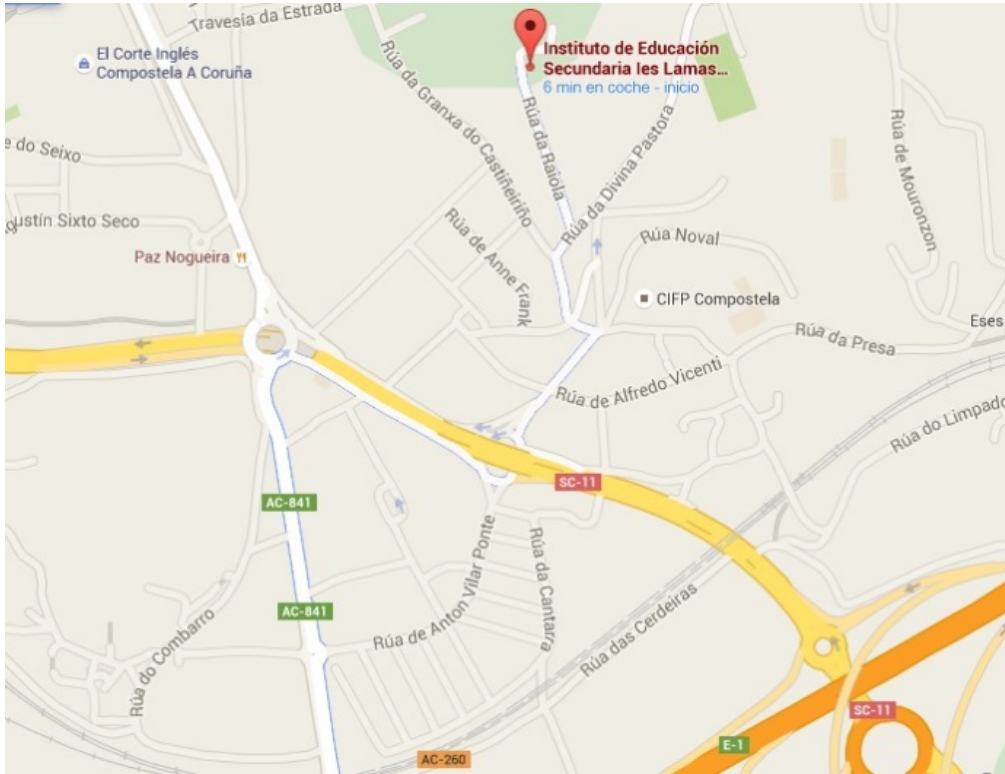 Travesía da Estrada
El Corte Inglés
Compostela A Coruña
Instituto de Educación
Secundaria Ies Lamas...
6 min en coche - inicio
Rúa da Granxa do Castiñeiriño
Rúa da Raiola
Rúa da Divina Pastora
Rúa de Mouronzon
e do Seixo
gustín Sixto Seco
Paz Nogueira
Rúa de Anne Frank
Rúa Noval
CIFP Compostela
Eses
Rúa da Presa
Rúa de Alfredo Vicenti
Rúa do Limpado
SC-11
AC-841
Rúa de Anton Vilar Ponte
Rúa da Cantarra
AC-841
Rúa do Combarro
Rúa das Cerdeiras
SC-11
E-1
AC-260